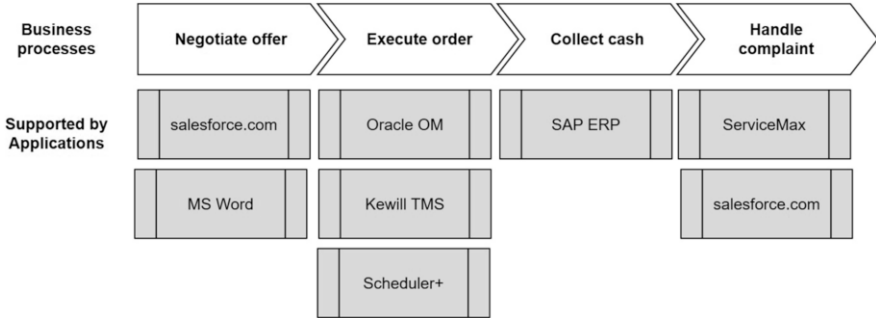 Business
processes
Negotiate offer
Execute order
Collect cash
Handle
complaint
Supported by
Applications
salesforce.com
Oracle OM
SAP ERP
ServiceMax
MS Word
Kewill TMS
salesforce.com
Scheduler+